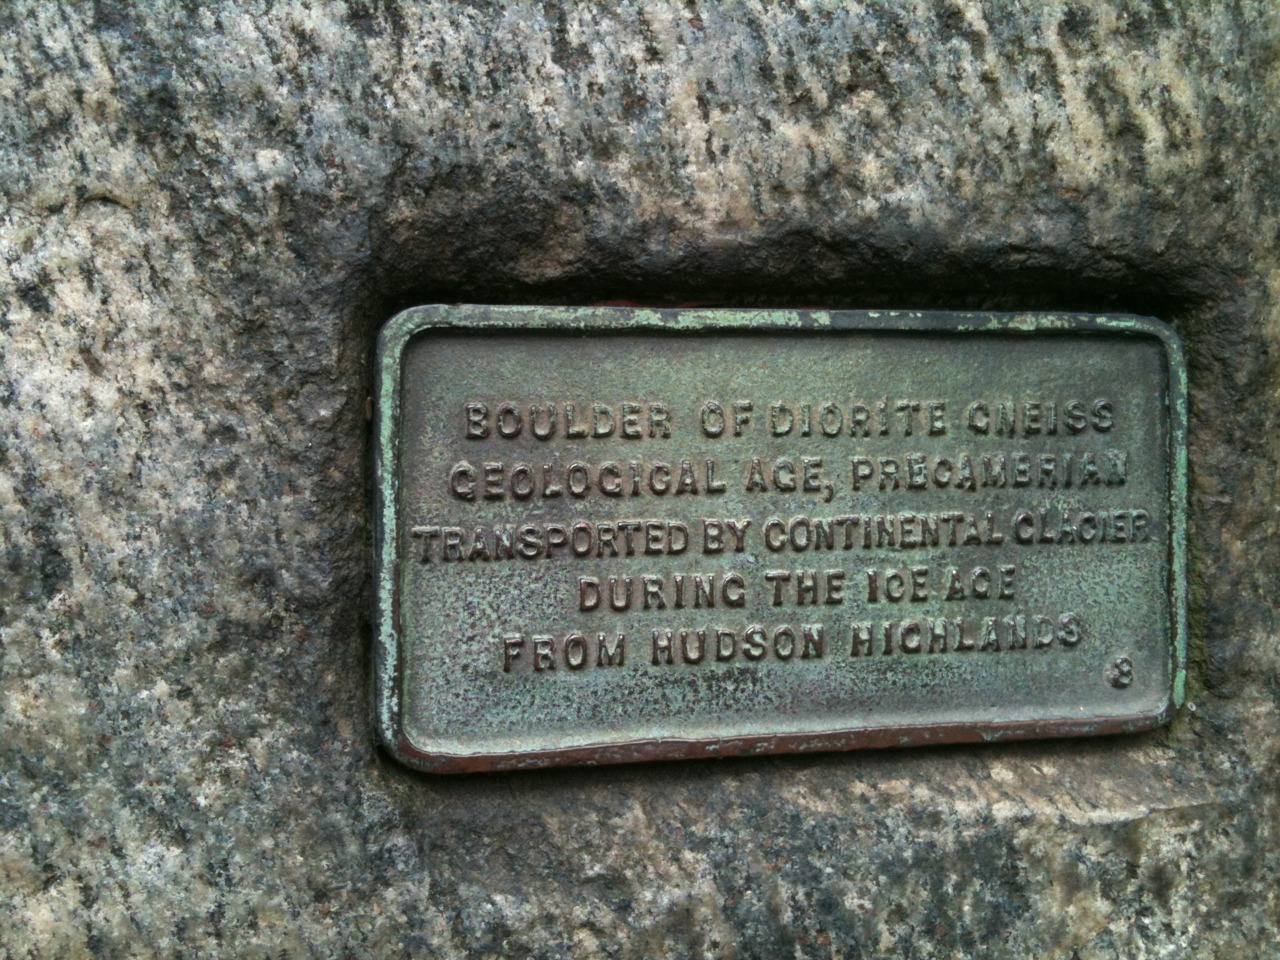 BOULDER OF DIORITE GNEISS
GEOLOGICAL AGE, PRECAMBRIAN
TRANSPORTED BY CONTINENTAL GLACIER
DURING THE ICE AGE
FROM HUDSON HIGHLANDS
8